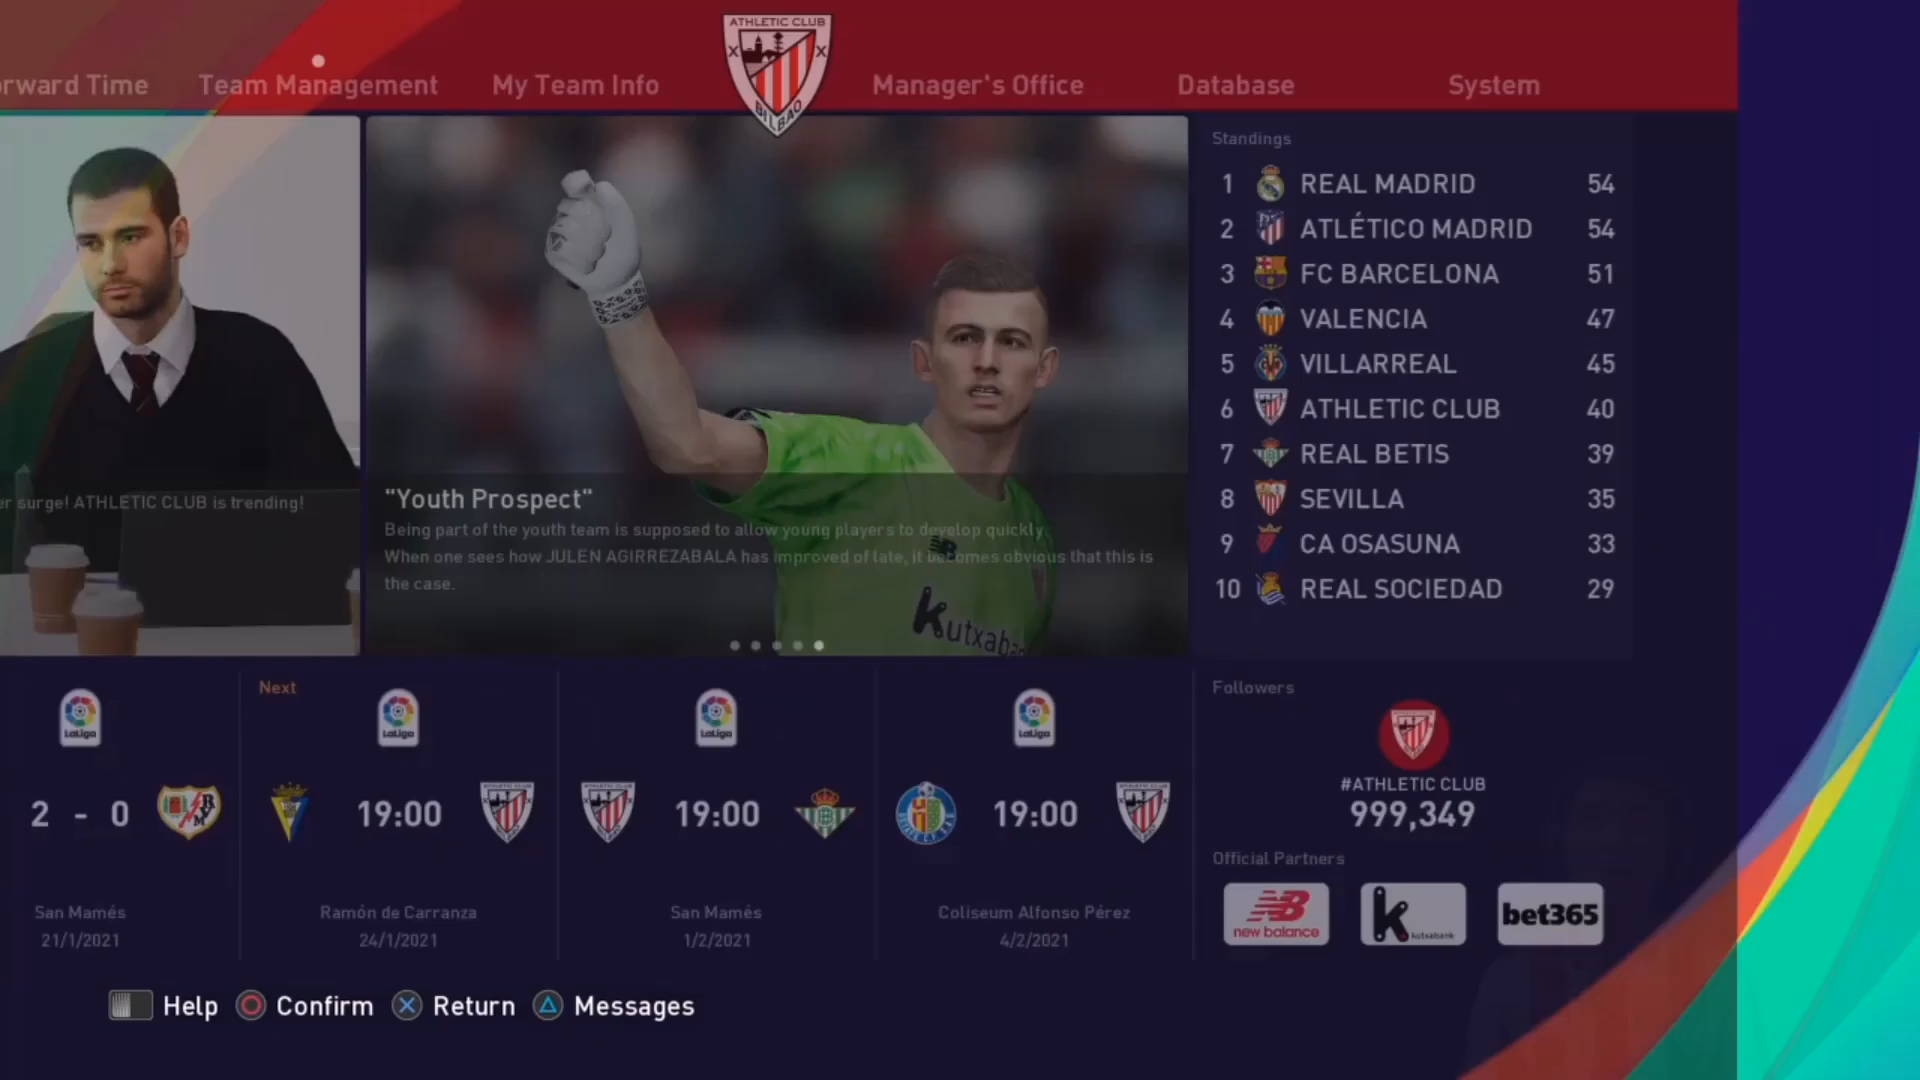 ATHLETIC CLUB
BILBAO
orward Time
Team Management
My Team Info
Manager's Office
Database
System
er surge! ATHLETIC CLUB is trending!
"Youth Prospect"
Being part of the youth team is supposed to allow young players to develop quickly.
When one sees how JULEN AGIRREZABALA has improved of late, it becomes obvious that this is
the case.
kutxaba
Standings
1 REAL MADRID 54
2 ATLÉTICO MADRID 54
3 FC BARCELONA 51
4 VALENCIA 47
5 VILLARREAL 45
6 ATHLETIC CLUB 40
7 REAL BETIS 39
8 SEVILLA 35
9 CA OSASUNA 33
10 REAL SOCIEDAD 29
LaLiga
2 - 0
San Mamés
21/1/2021
Next
LaLiga
19:00
Ramón de Carranza
24/1/2021
LaLiga
19:00
San Mamés
1/2/2021
LaLiga
19:00
Coliseum Alfonso Pérez
4/2/2021
Followers
#ATHLETIC CLUB
999,349
Official Partners
new balance
k kutxabank
bet365
Help
Confirm
Return
Messages